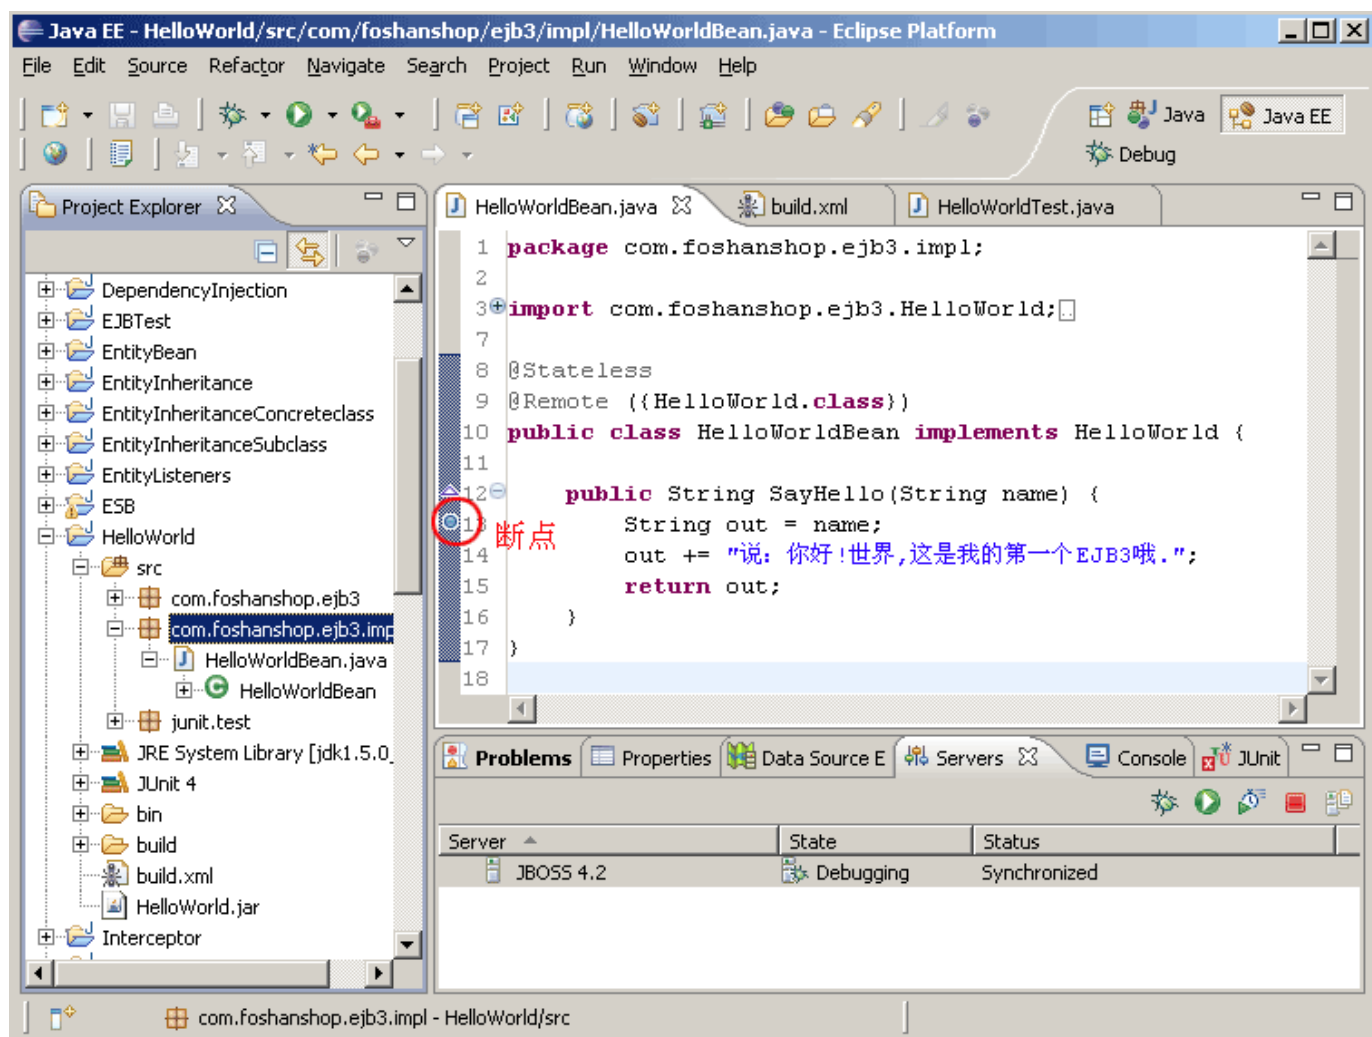 Java EE - HelloWorld/src/com/foshanshop/ejb3/impl/HelloWorldBean.java - Eclipse Platform
File Edit Source Refactor Navigate Search Project Run Window Help
Java Java EE
Debug
Project Explorer
DependencyInjection
EJBTest
EntityBean
EntityInheritance
EntityInheritanceConcreteclass
EntityInheritanceSubclass
EntityListeners
ESB
HelloWorld
src
com.foshanshop.ejb3
com.foshanshop.ejb3.imp
HelloWorldBean.java
HelloWorldBean
junit.test
JRE System Library [jdk1.5.0_
JUnit 4
bin
build
build.xml
HelloWorld.jar
Interceptor
HelloWorldBean.java build.xml HelloWorldTest.java
1 package com.foshanshop.ejb3.impl;
2
3 import com.foshanshop.ejb3.HelloWorld;
7
8 @Stateless
9 @Remote ({HelloWorld.class})
10 public class HelloWorldBean implements HelloWorld {
11
12 public String SayHello(String name) {
13 String out = name;
断点
14 out += "说: 你好!世界,这是我的第一个EJB3哦.";
15 return out;
16 }
17 }
18
Problems Properties Data Source E Servers Console JUnit
Server State Status
JBOSS 4.2 Debugging Synchronized
com.foshanshop.ejb3.impl - HelloWorld/src